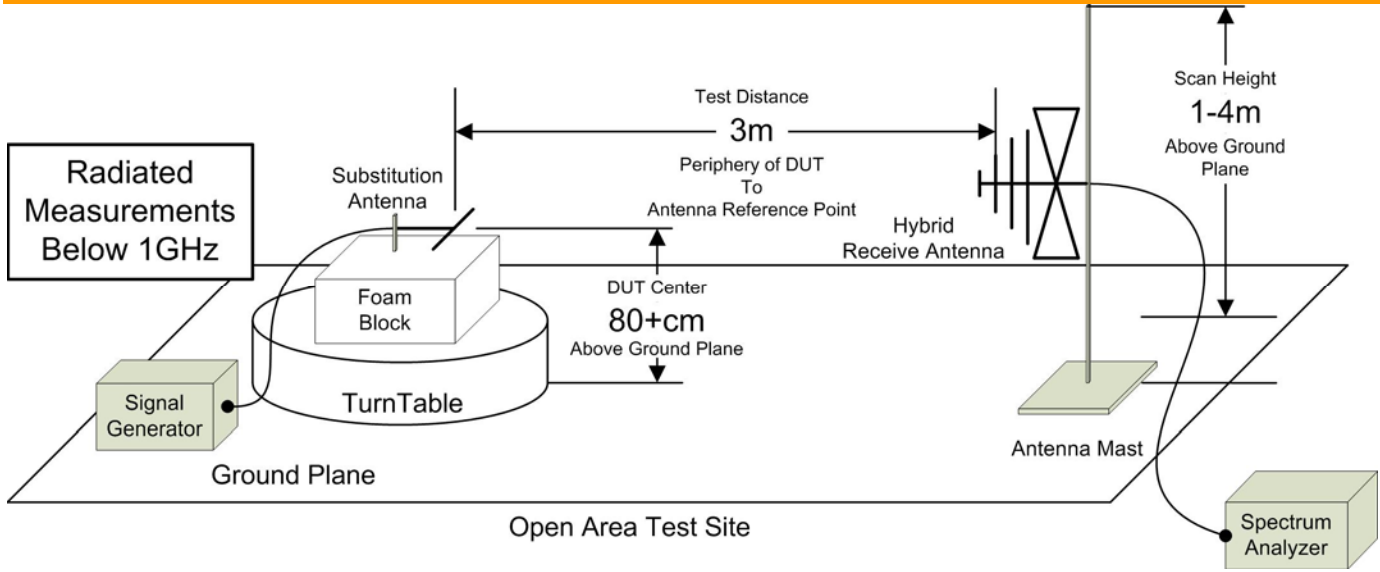 Radiated
Measurements
Below 1GHz
Substitution
Antenna
Test Distance
3m
Periphery of DUT
To
Antenna Reference Point
Scan Height
1-4m
Above Ground
Plane
Hybrid
Receive Antenna
Foam
Block
DUT Center
80+cm
Above Ground Plane
TurnTable
Signal
Generator
Ground Plane
Antenna Mast
Open Area Test Site
Spectrum
Analyzer